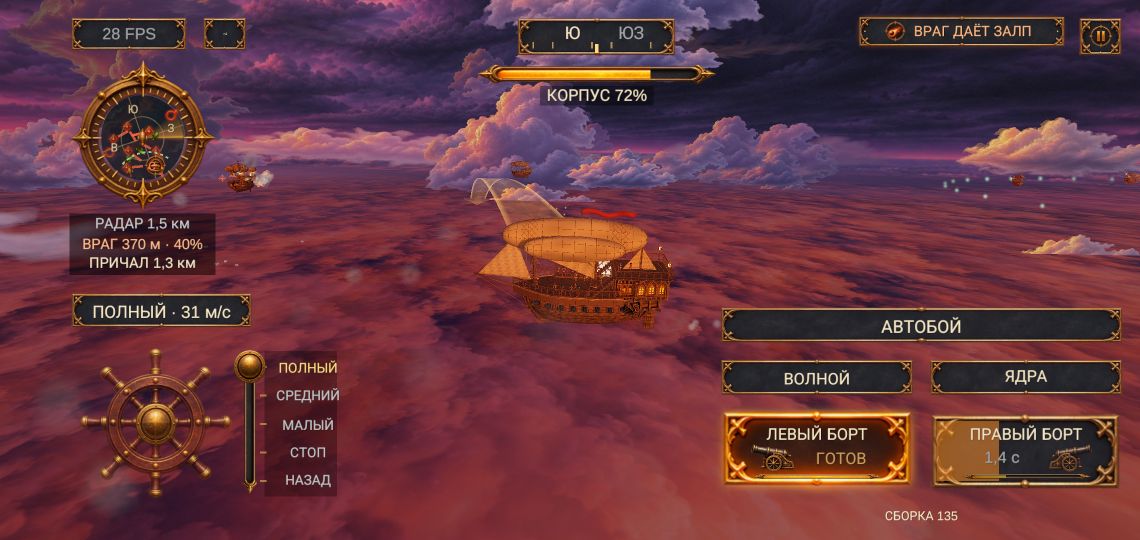 28 FPS
Ю ЮЗ
ВРАГ ДАЁТ ЗАЛП
КОРПУС 72%
Ю
З
В
РАДАР 1,5 км
ВРАГ 370 м · 40%
ПРИЧАЛ 1,3 км
ПОЛНЫЙ · 31 м/с
ПОЛНЫЙ
СРЕДНИЙ
МАЛЫЙ
СТОП
НАЗАД
АВТОБОЙ
ВОЛНОЙ
ЯДРА
ЛЕВЫЙ БОРТ
ГОТОВ
ПРАВЫЙ БОРТ
1,4 с
СБОРКА 135